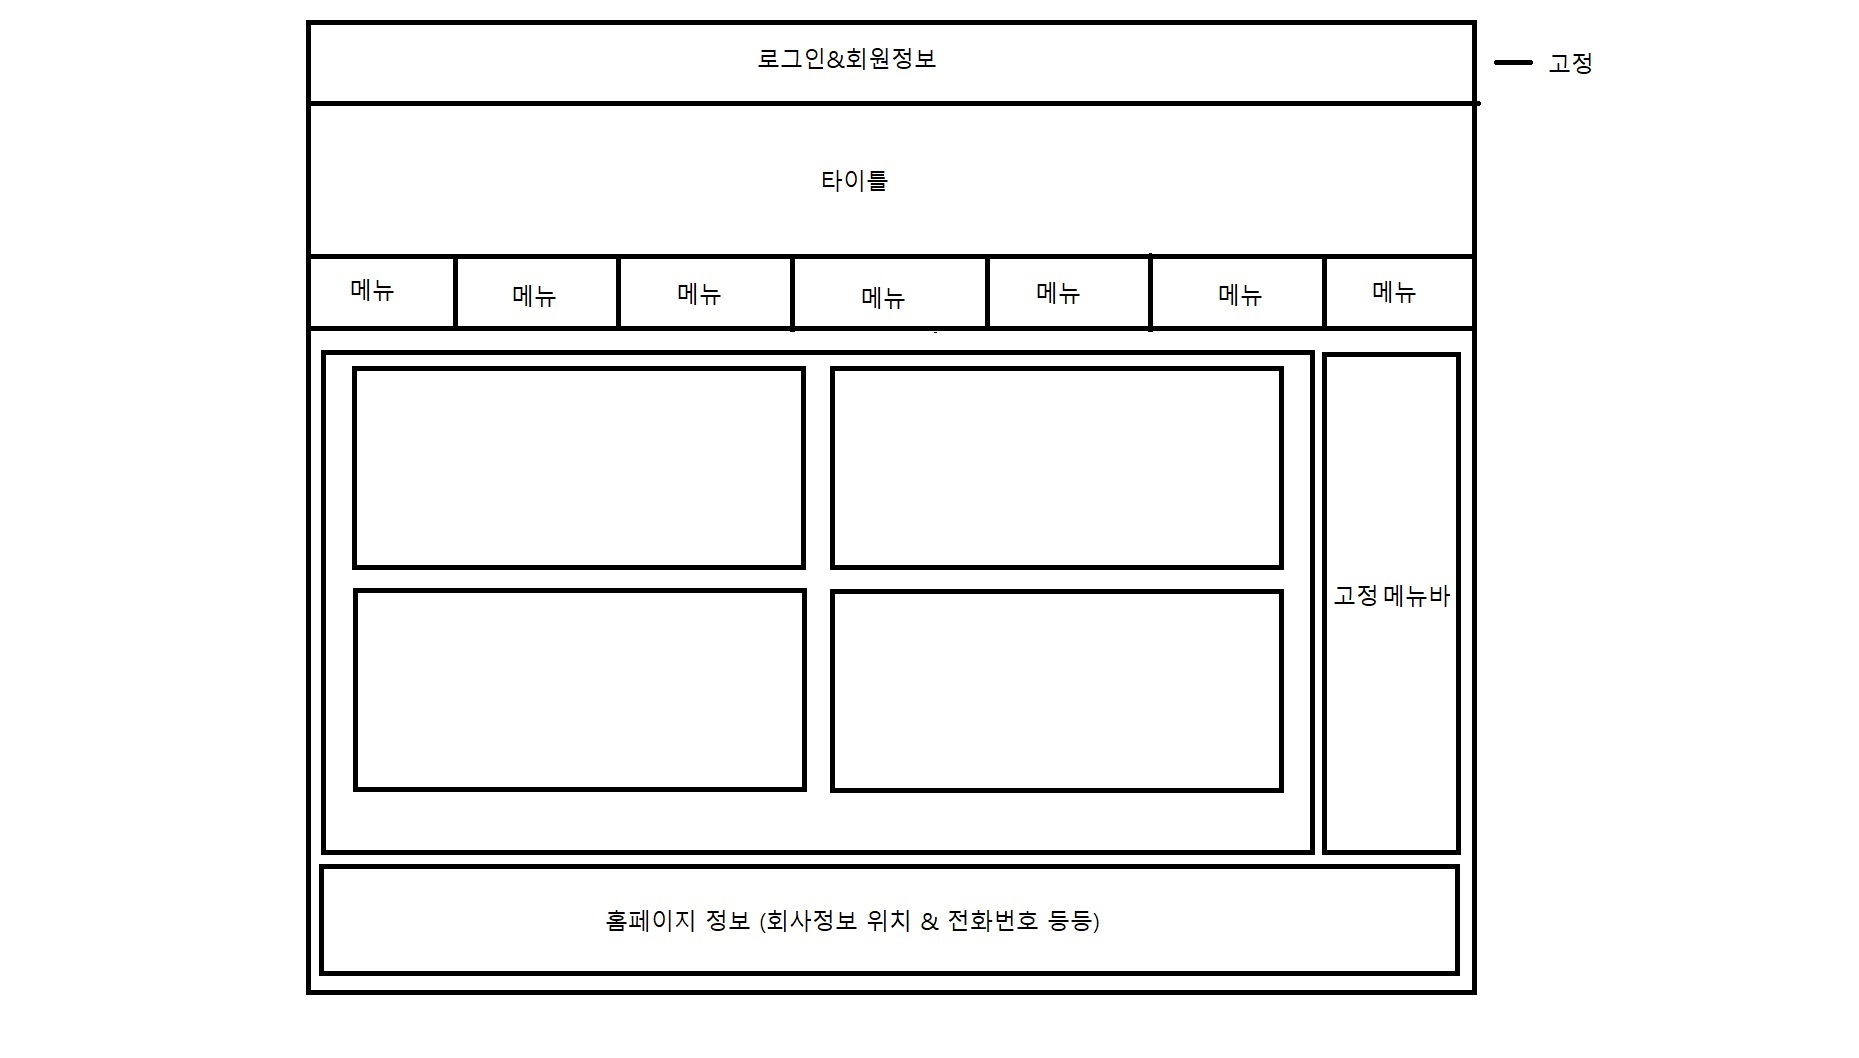 로그인&회원정보
고정
타이틀
메뉴
메뉴
메뉴
메뉴
메뉴
메뉴
메뉴
고정 메뉴바
홈페이지 정보 (회사정보 위치 & 전화번호 등등)